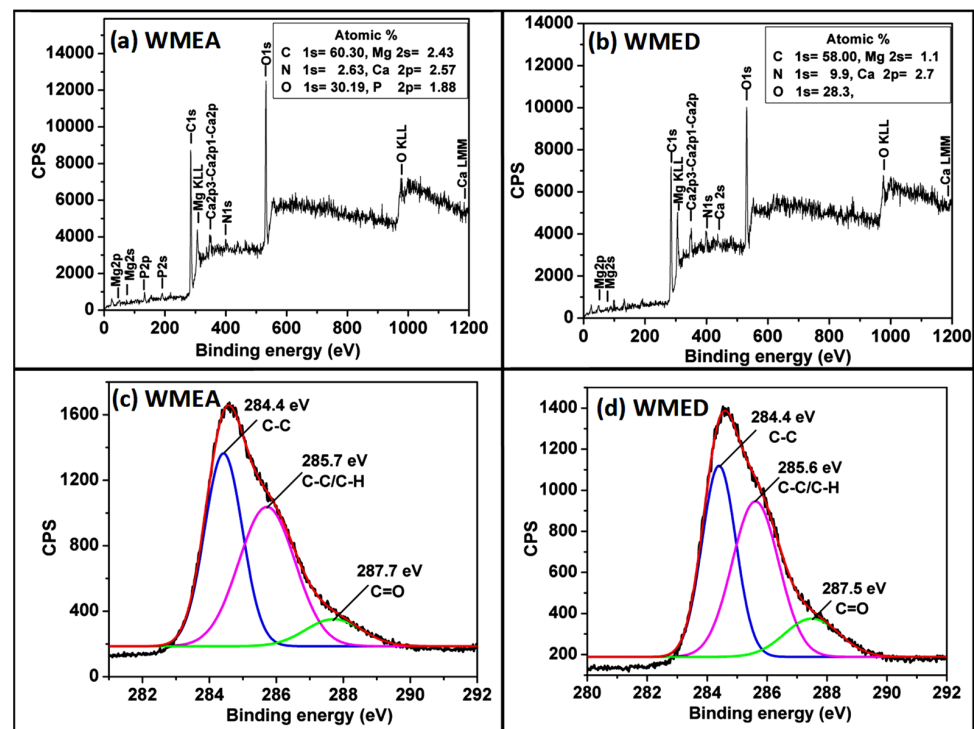 (a) WMEA
Atomic %
C 1s= 60.30, Mg 2s= 2.43
N 1s= 2.63, Ca 2p= 2.57
O 1s= 30.19, P 2p= 1.88
CPS
14000
12000
10000
8000
6000
4000
2000
0
Mg2p
Mg2s
P2p
P2s
C1s
Mg KLL
Ca2p3-Ca2p1-Ca2p
N1s
O1s
O KLL
Ca LMM
0 200 400 600 800 1000 1200
Binding energy (eV)
(b) WMED
Atomic %
C 1s= 58.00, Mg 2s= 1.1
N 1s= 9.9, Ca 2p= 2.7
O 1s= 28.3,
CPS
14000
12000
10000
8000
6000
4000
2000
0
Mg2p
Mg2s
C1s
Mg KLL
Ca2p3-Ca2p1-Ca2p
N1s
Ca 2s
O1s
O KLL
Ca LMM
0 200 400 600 800 1000 1200
Binding energy (eV)
(c) WMEA
284.4 eV
C-C
285.7 eV
C-C/C-H
287.7 eV
C=O
CPS
1600
1200
800
400
0
282 284 286 288 290 292
Binding energy (eV)
(d) WMED
284.4 eV
C-C
285.6 eV
C-C/C-H
287.5 eV
C=O
CPS
1400
1200
1000
800
600
400
200
280 282 284 286 288 290 292
Binding energy (eV)